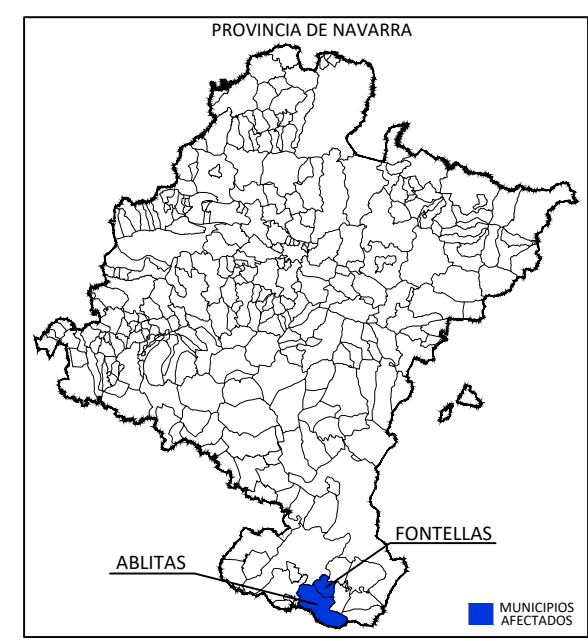 PROVINCIA DE NAVARRA
FONTELLAS
ABLITAS
MUNICIPIOS
AFECTADOS